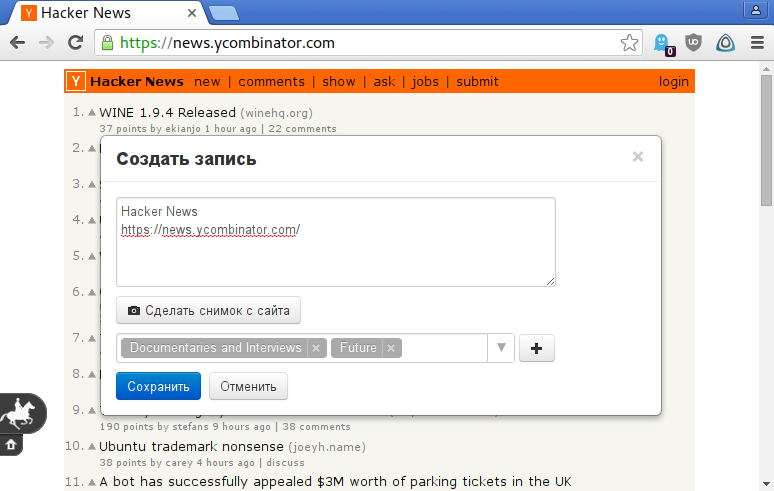 Hacker News
https://news.ycombinator.com
0
Y Hacker News new | comments | show | ask | jobs | submit login
1. WINE 1.9.4 Released (winehq.org)
37 points by ekianjo 1 hour ago | 22 comments
2.
3.
4.
5.
6.
7.
8.
9.
Создать запись ×
Hacker News
https://news.ycombinator.com/
Сделать снимок с сайта
Documentaries and Interviews × Future ×
Сохранить Отменить
190 points by stefans 9 hours ago | 38 comments
10. Ubuntu trademark nonsense (joeyh.name)
38 points by carey 4 hours ago | discuss
11. A bot has successfully appealed $3M worth of parking tickets in the UK